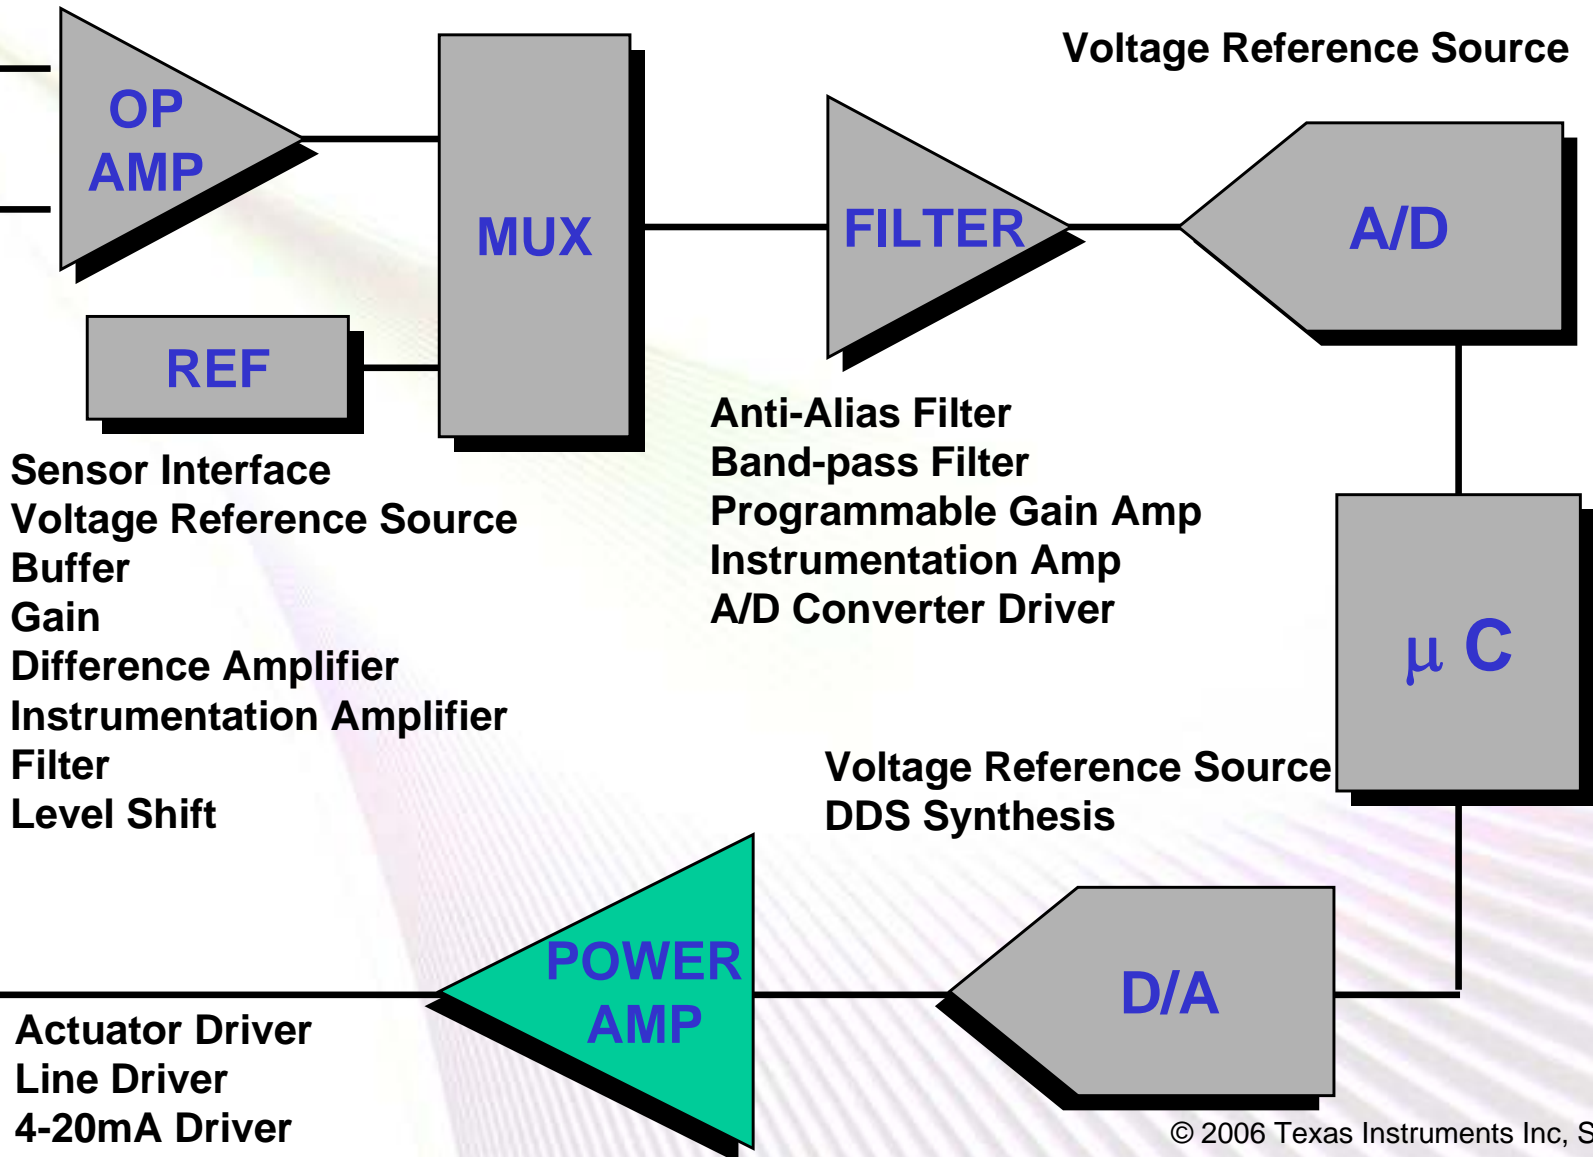 Voltage Reference Source
OP
AMP
MUX
FILTER
A/D
REF
Sensor Interface
Voltage Reference Source
Buffer
Gain
Difference Amplifier
Instrumentation Amplifier
Filter
Level Shift
Anti-Alias Filter
Band-pass Filter
Programmable Gain Amp
Instrumentation Amp
A/D Converter Driver
μ C
Voltage Reference Source
DDS Synthesis
POWER
AMP
D/A
Actuator Driver
Line Driver
4-20mA Driver
© 2006 Texas Instruments Inc, S